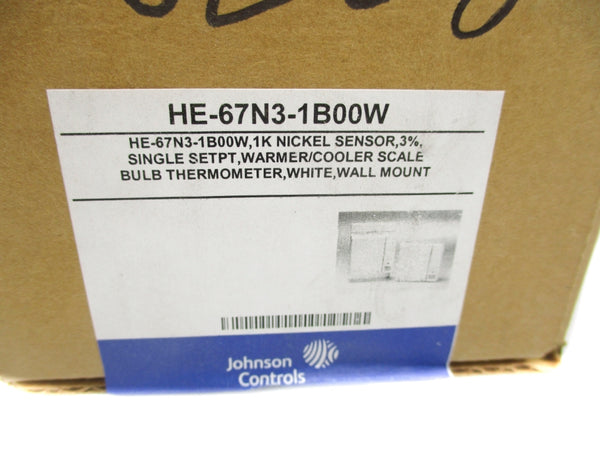 HE-67N3-1B00W
HE-67N3-1B00W,1K NICKEL SENSOR,3%,
SINGLE SETPT,WARMER/COOLER SCALE
BULB THERMOMETER,WHITE,WALL MOUNT
Johnson
Controls